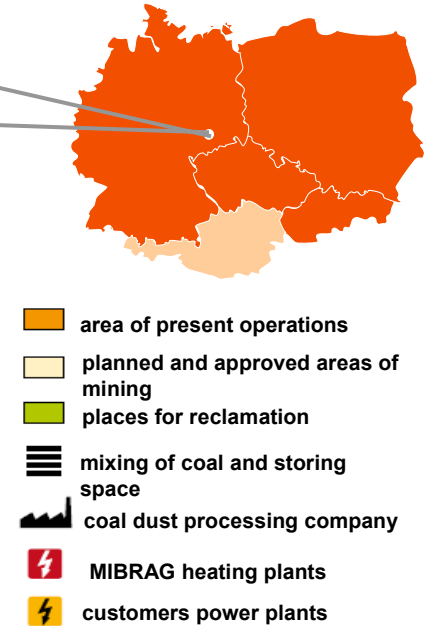 area of present operations
planned and approved areas of
mining
places for reclamation
mixing of coal and storing
space
coal dust processing company
MIBRAG heating plants
customers power plants